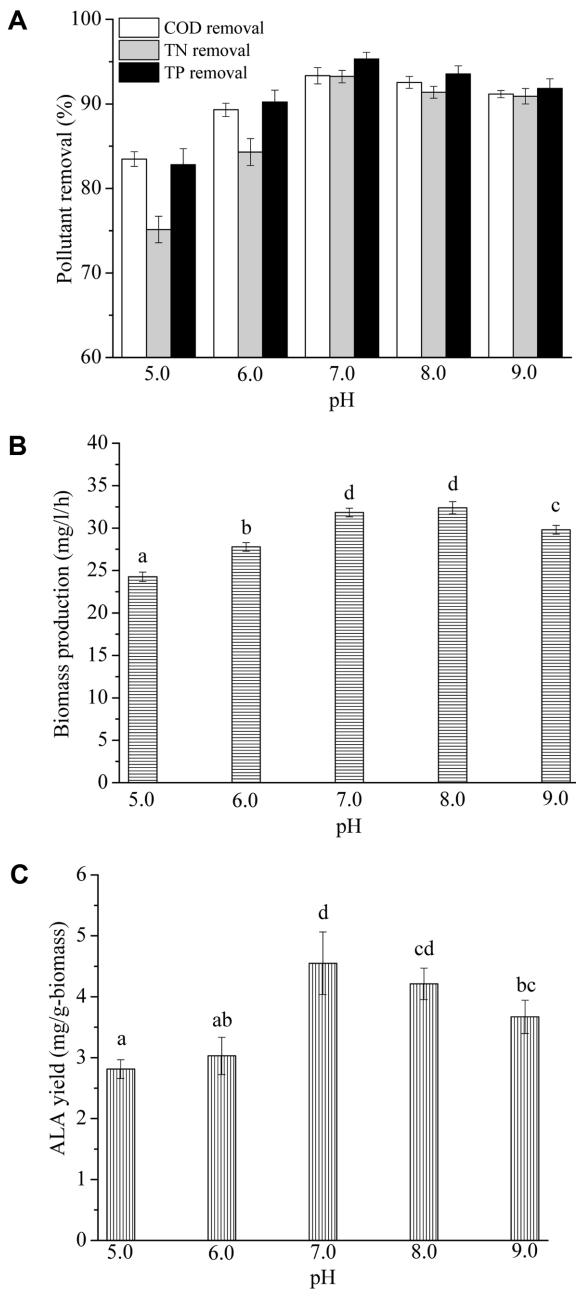 A
COD removal
TN removal
TP removal
Pollutant removal (%)
100
90
80
70
60
5.0 6.0 7.0 8.0 9.0
pH
B
Biomass production (mg/l/h)
40
35
30
25
20
15
10
5
0
a b d d c
5.0 6.0 7.0 8.0 9.0
pH
C
ALA yield (mg/g-biomass)
6
5
4
3
2
1
0
a ab d cd bc
5.0 6.0 7.0 8.0 9.0
pH